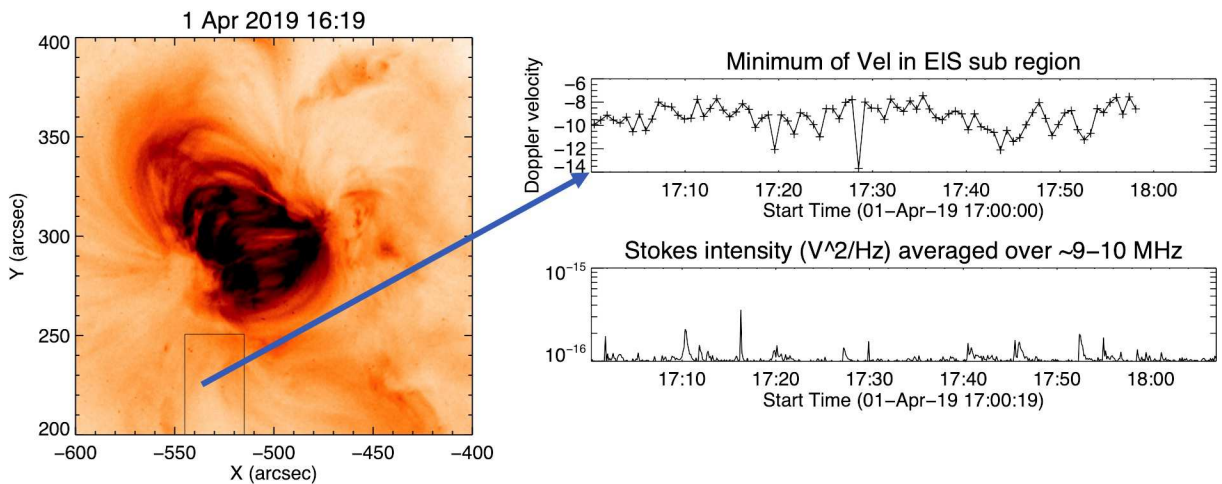 1 Apr 2019 16:19
400
350
300
250
200
Y (arcsec)
−600 −550 −500 −450 −400
X (arcsec)
Minimum of Vel in EIS sub region
−6
−8
−10
−12
−14
Doppler velocity
17:10 17:20 17:30 17:40 17:50 18:00
Start Time (01−Apr−19 17:00:00)
Stokes intensity (V^2/Hz) averaged over ~9−10 MHz
10−15
10−16
17:10 17:20 17:30 17:40 17:50 18:00
Start Time (01−Apr−19 17:00:19)